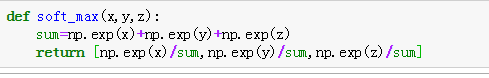 def soft_max(x,y,z):
    sum=np.exp(x)+np.exp(y)+np.exp(z)
    return [np.exp(x)/sum,np.exp(y)/sum,np.exp(z)/sum]